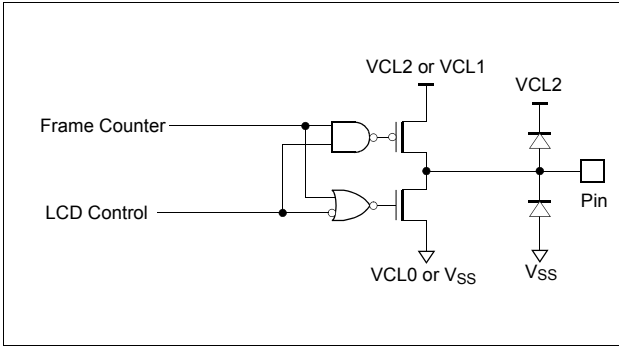 VCL2 or VCL1
VCL2
Frame Counter
LCD Control
Pin
VCL0 or VSS
VSS